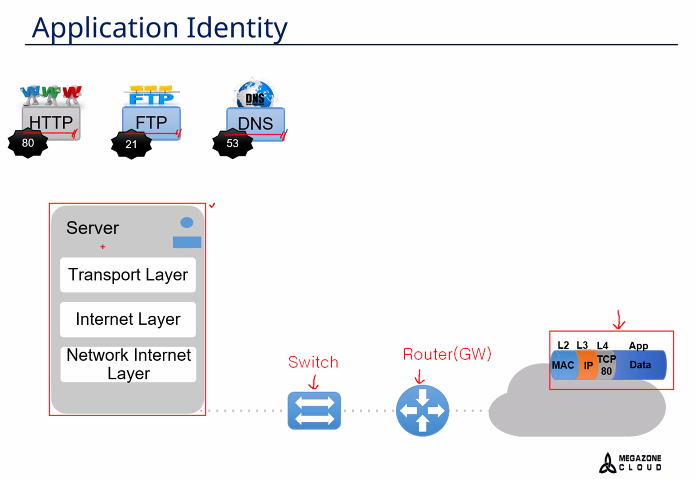 Application Identity
WWW
FTP
DNS
HTTP
FTP
DNS
80
21
53
Server
Transport Layer
Internet Layer
Network Internet
Layer
Switch
Router(GW)
L2 L3 L4 App
MAC IP TCP 80 Data
MEGAZONE
CLOUD